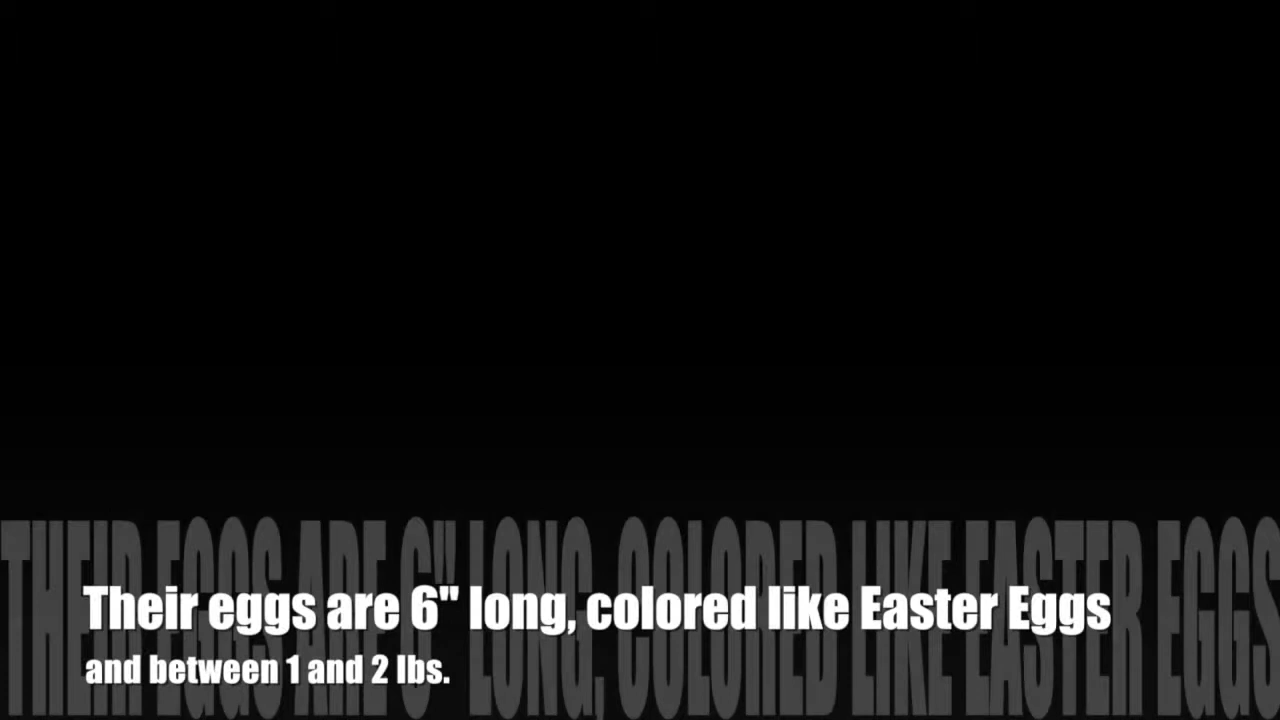 THEIR EGGS ARE 6" LONG, COLORED LIKE EASTER EGGS
Their eggs are 6" long, colored like Easter Eggs
and between 1 and 2 lbs.